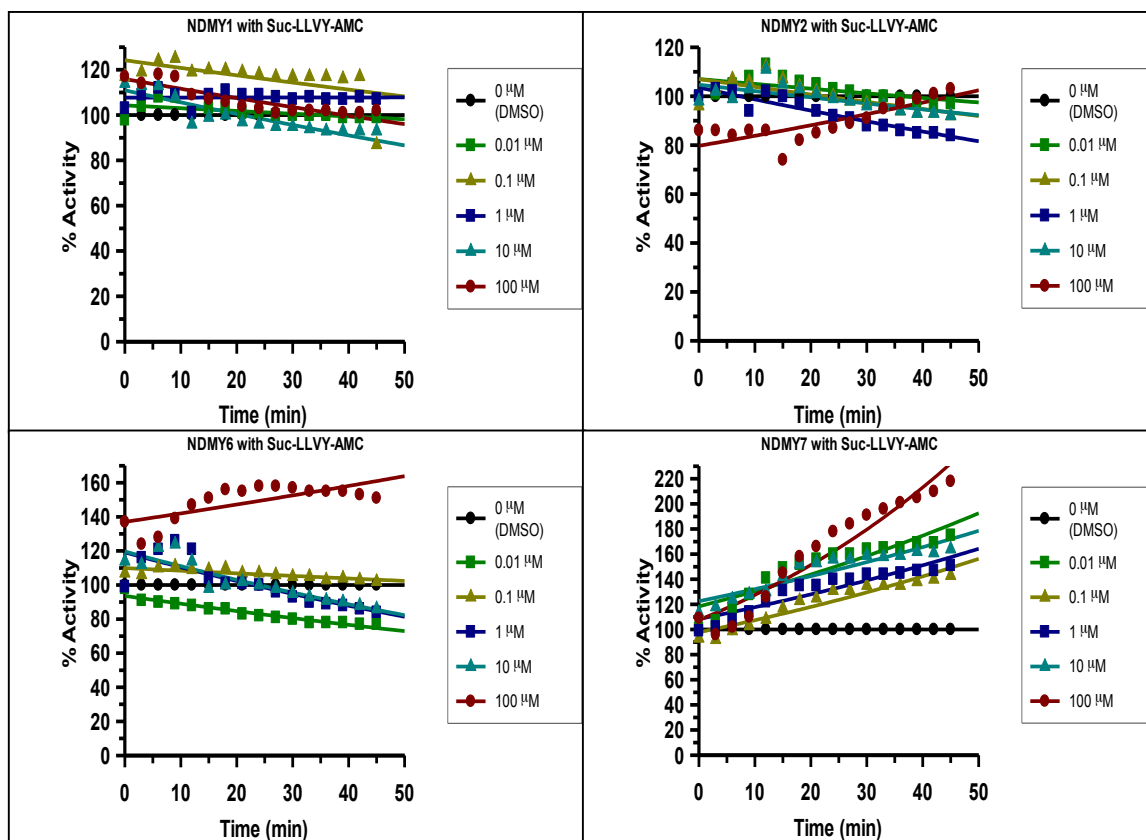 NDMY1 with Suc-LLVY-AMC
% Activity
120
100
80
60
40
20
0
0 10 20 30 40 50
Time (min)
0 µM
(DMSO)
0.01 µM
0.1 µM
1 µM
10 µM
100 µM
NDMY2 with Suc-LLVY-AMC
% Activity
120
100
80
60
40
20
0
0 10 20 30 40 50
Time (min)
0 µM
(DMSO)
0.01 µM
0.1 µM
1 µM
10 µM
100 µM
NDMY6 with Suc-LLVY-AMC
% Activity
160
140
120
100
80
60
40
20
0
0 10 20 30 40 50
Time (min)
0 µM
(DMSO)
0.01 µM
0.1 µM
1 µM
10 µM
100 µM
NDMY7 with Suc-LLVY-AMC
% Activity
220
200
180
160
140
120
100
80
60
40
20
0
0 10 20 30 40 50
Time (min)
0 µM
(DMSO)
0.01 µM
0.1 µM
1 µM
10 µM
100 µM